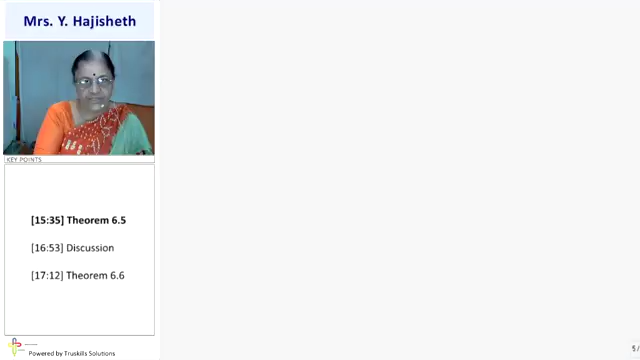 Mrs. Y. Hajisheth
KEY POINTS
[15:35] Theorem 6.5
[16:53] Discussion
[17:12] Theorem 6.6
Powered by Truskills Solutions
5 /